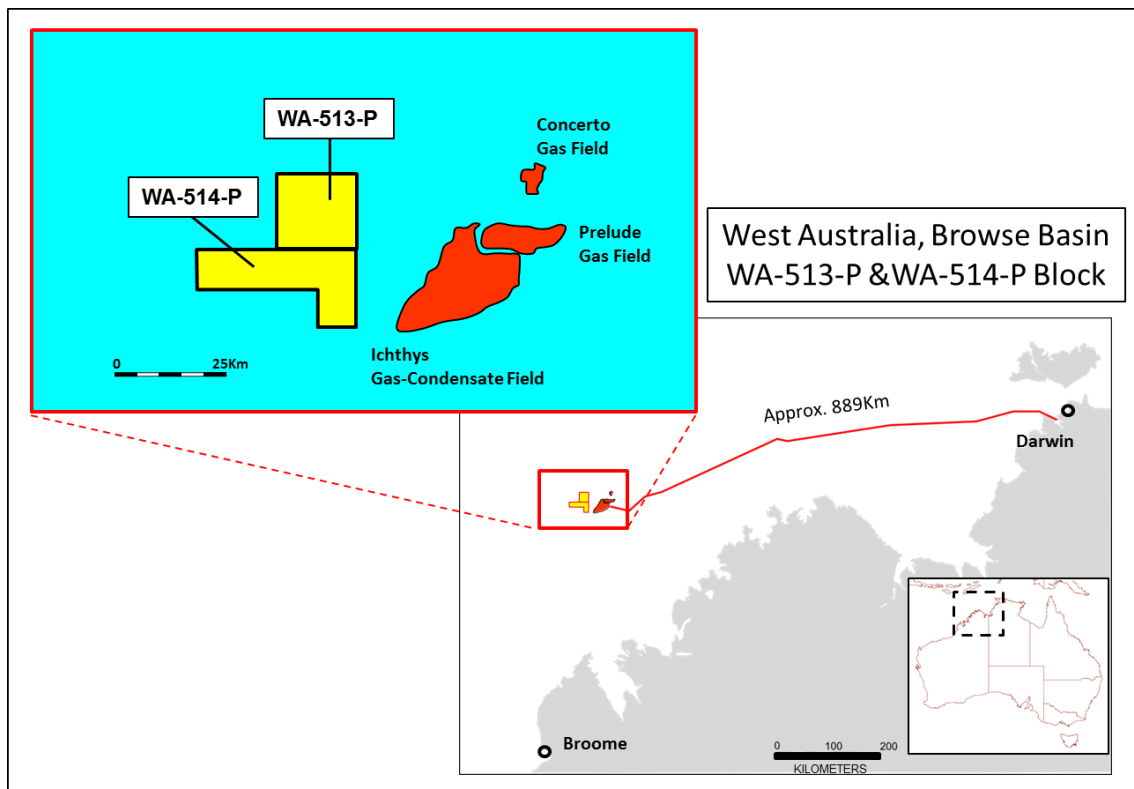 WA-513-P
WA-514-P
Concerto
Gas Field
Prelude
Gas Field
Ichthys
Gas-Condensate Field
0 25Km
West Australia, Browse Basin
WA-513-P &WA-514-P Block
Approx. 889Km
Darwin
Broome
0 100 200
KILOMETERS